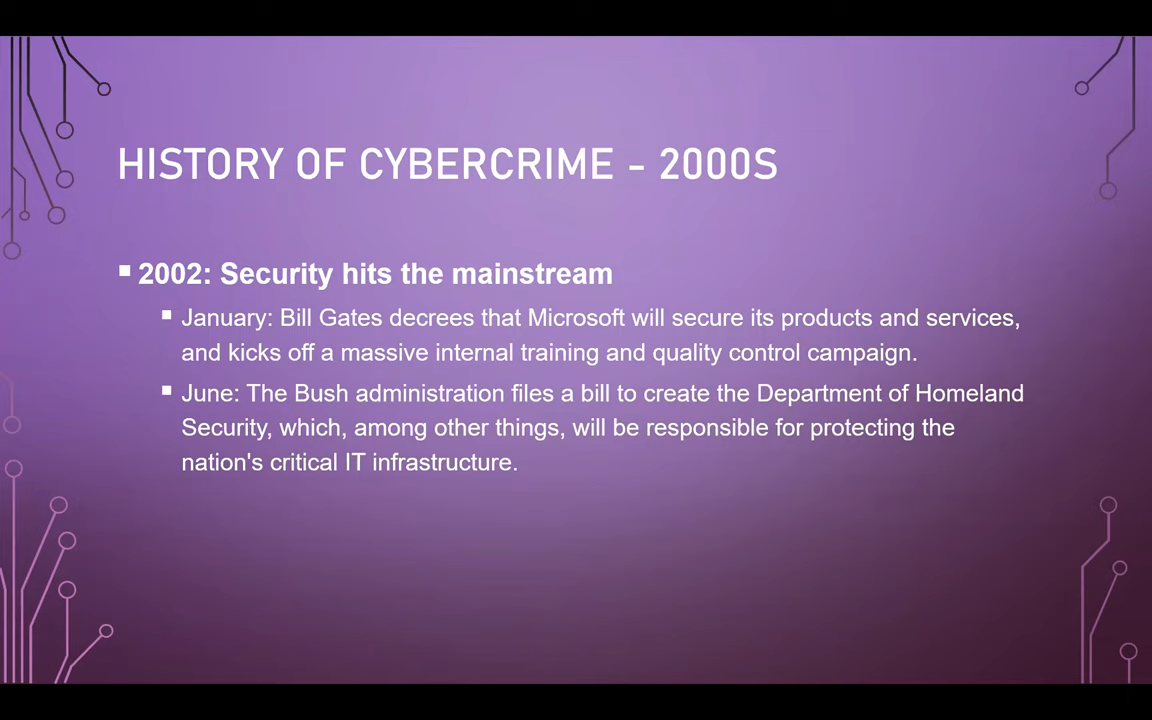 HISTORY OF CYBERCRIME - 2000S
2002: Security hits the mainstream
January: Bill Gates decrees that Microsoft will secure its products and services,
and kicks off a massive internal training and quality control campaign.
June: The Bush administration files a bill to create the Department of Homeland
Security, which, among other things, will be responsible for protecting the
nation's critical IT infrastructure.